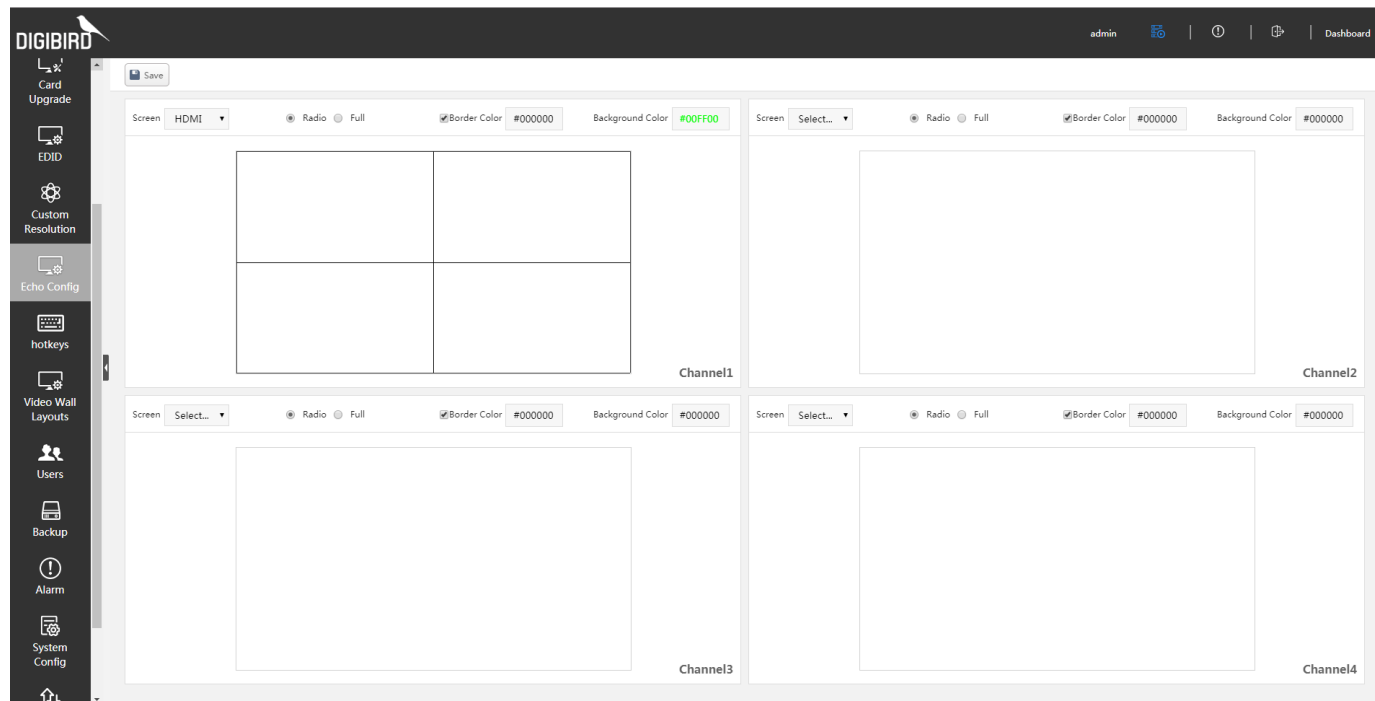 DIGIBIRD
admin
Dashboard
Card
Upgrade
EDID
Custom
Resolution
Echo Config
hotkeys
Video Wall
Layouts
Users
Backup
Alarm
System
Config
Save
Screen HDMI Radio Full Border Color #000000 Background Color #00FF00
Channel1
Screen Select... Radio Full Border Color #000000 Background Color #000000
Channel2
Screen Select... Radio Full Border Color #000000 Background Color #000000
Channel3
Screen Select... Radio Full Border Color #000000 Background Color #000000
Channel4